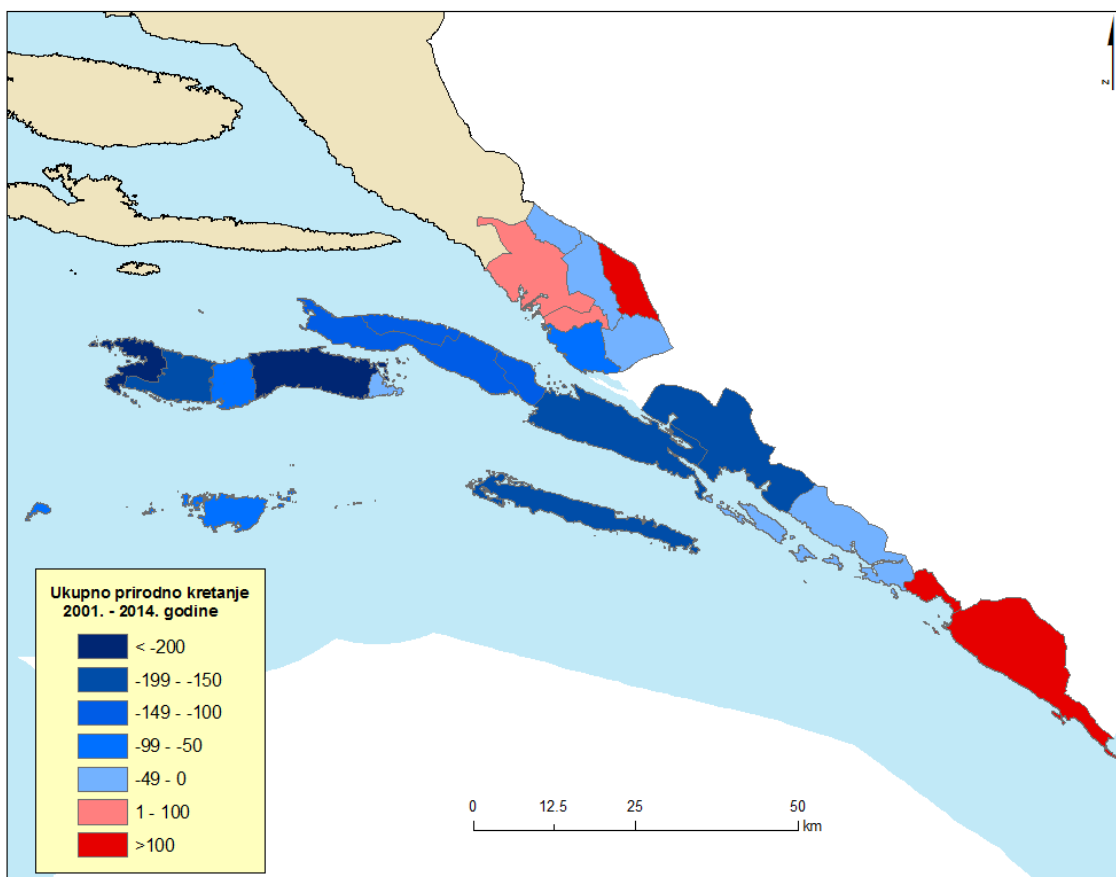 z
Ukupno prirodno kretanje
2001. - 2014. godine
< -200
-199 - -150
-149 - -100
-99 - -50
-49 - 0
1 - 100
>100
0 12.5 25 50
km